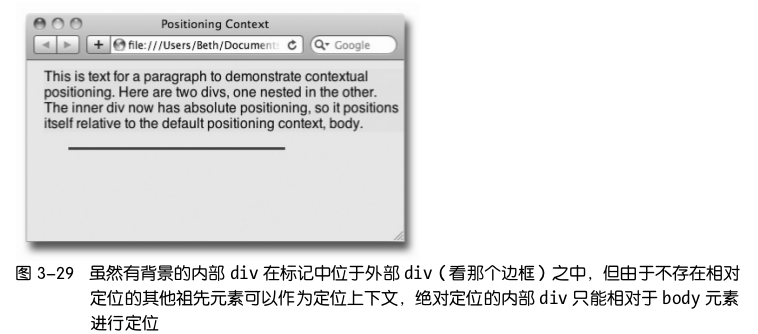 Positioning Context
file:///Users/Beth/Document
Google
This is text for a paragraph to demonstrate contextual
positioning. Here are two divs, one nested in the other.
The inner div now has absolute positioning, so it positions
itself relative to the default positioning context, body.
图 3-29 虽然有背景的内部 div 在标记中位于外部 div（看那个边框）之中，但由于不存在相对
定位的其他祖先元素可以作为定位上下文，绝对定位的内部 div 只能相对于 body 元素
进行定位